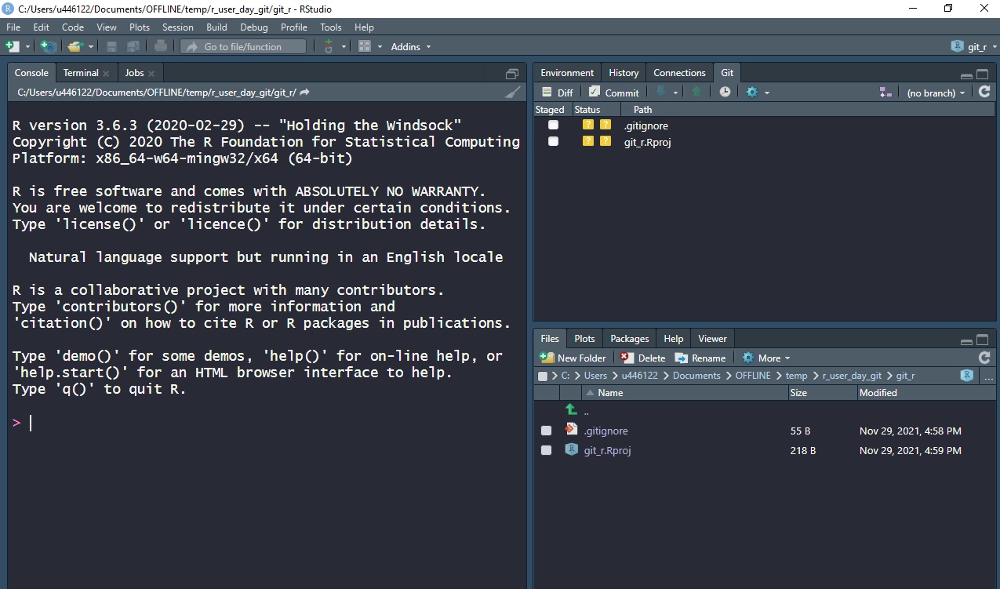 C:/Users/u446122/Documents/OFFLINE/temp/r_user_day_git/git_r - RStudio
File Edit Code View Plots Session Build Debug Profile Tools Help
Go to file/function Addins git_r
Console Terminal Jobs
C:/Users/u446122/Documents/OFFLINE/temp/r_user_day_git/git_r/
R version 3.6.3 (2020-02-29) -- "Holding the Windsock"
Copyright (C) 2020 The R Foundation for Statistical Computing
Platform: x86_64-w64-mingw32/x64 (64-bit)
R is free software and comes with ABSOLUTELY NO WARRANTY.
You are welcome to redistribute it under certain conditions.
Type 'license()' or 'licence()' for distribution details.
Natural language support but running in an English locale
R is a collaborative project with many contributors.
Type 'contributors()' for more information and
'citation()' on how to cite R or R packages in publications.
Type 'demo()' for some demos, 'help()' for on-line help, or
'help.start()' for an HTML browser interface to help.
Type 'q()' to quit R.
>
Environment History Connections Git
Diff Commit (no branch)
Staged Status Path
? ? .gitignore
? ? git_r.Rproj
Files Plots Packages Help Viewer
New Folder Delete Rename More
C: > Users > u446122 > Documents > OFFLINE > temp > r_user_day_git > git_r ...
Name Size Modified
..
.gitignore 55 B Nov 29, 2021, 4:58 PM
git_r.Rproj 218 B Nov 29, 2021, 4:59 PM